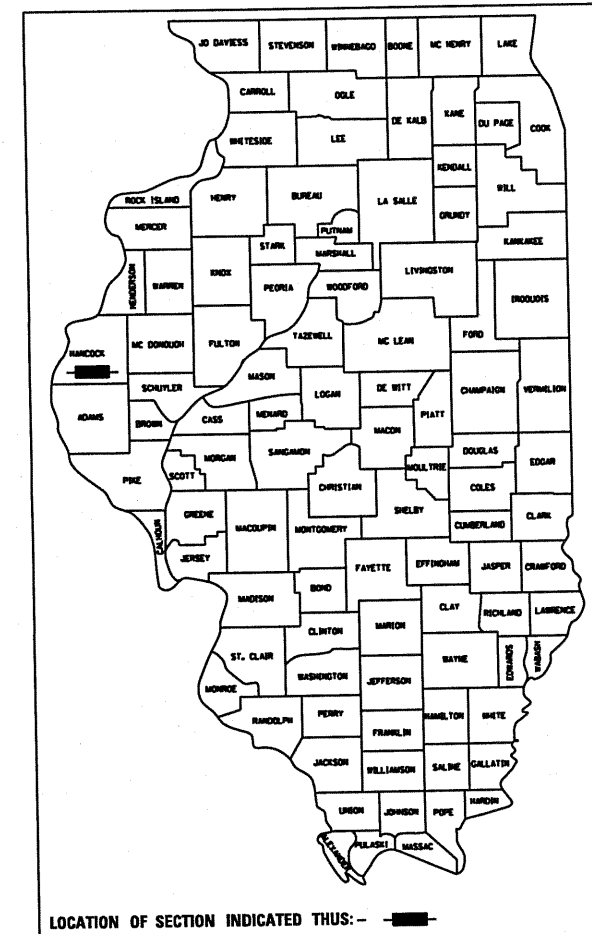 JO DAVIESS STEVENSON WINNEBAGO BOONE MC HENRY LAKE
CARROLL OGLE
DE KALB KANE DU PAGE COOK
WHITESIDE LEE
KENDALL
WILL
ROCK ISLAND HENRY BUREAU LA SALLE
GRUNDY
MERCER PUTNAM
STARK MARSHALL KANKAKEE
HENDERSON WARREN KNOX LIVINGSTON
PEORIA WOODFORD IROQUOIS
HANCOCK MC DONOUGH FULTON TAZEWELL MC LEAN FORD
MASON
SCHUYLER LOGAN DE WITT CHAMPAIGN VERMILION
ADAMS BROWN CASS MENARD PIATT
MACON
MORGAN SANGAMON DOUGLAS EDGAR
PIKE SCOTT CHRISTIAN MOULTRIE
COLES
GREENE MACOUPIN MONTGOMERY SHELBY
CUMBERLAND CLARK
CALHOUN JERSEY
FAYETTE EFFINGHAM JASPER CRAWFORD
MADISON BOND
CLAY RICHLAND LAWRENCE
CLINTON MARION
ST. CLAIR WAYNE EDWARDS WABASH
WASHINGTON JEFFERSON
MONROE
RANDOLPH PERRY HAMILTON WHITE
FRANKLIN
JACKSON WILLIAMSON SALINE GALLATIN
UNION JOHNSON POPE HARDIN
ALEXANDER PULASKI MASSAC
LOCATION OF SECTION INDICATED THUS: -